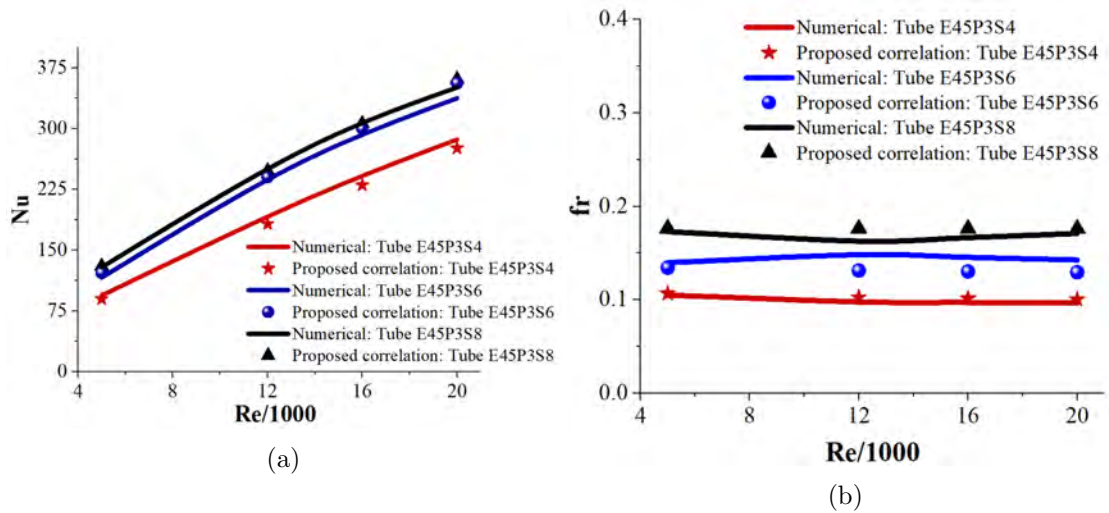 375
300
225
150
75
0
Nu
Numerical: Tube E45P3S4
Proposed correlation: Tube E45P3S4
Numerical: Tube E45P3S6
Proposed correlation: Tube E45P3S6
Numerical: Tube E45P3S8
Proposed correlation: Tube E45P3S8
4 8 12 16 20
Re/1000
(a)
0.4
0.3
0.2
0.1
0.0
fr
Numerical: Tube E45P3S4
Proposed correlation: Tube E45P3S4
Numerical: Tube E45P3S6
Proposed correlation: Tube E45P3S6
Numerical: Tube E45P3S8
Proposed correlation: Tube E45P3S8
4 8 12 16 20
Re/1000
(b)